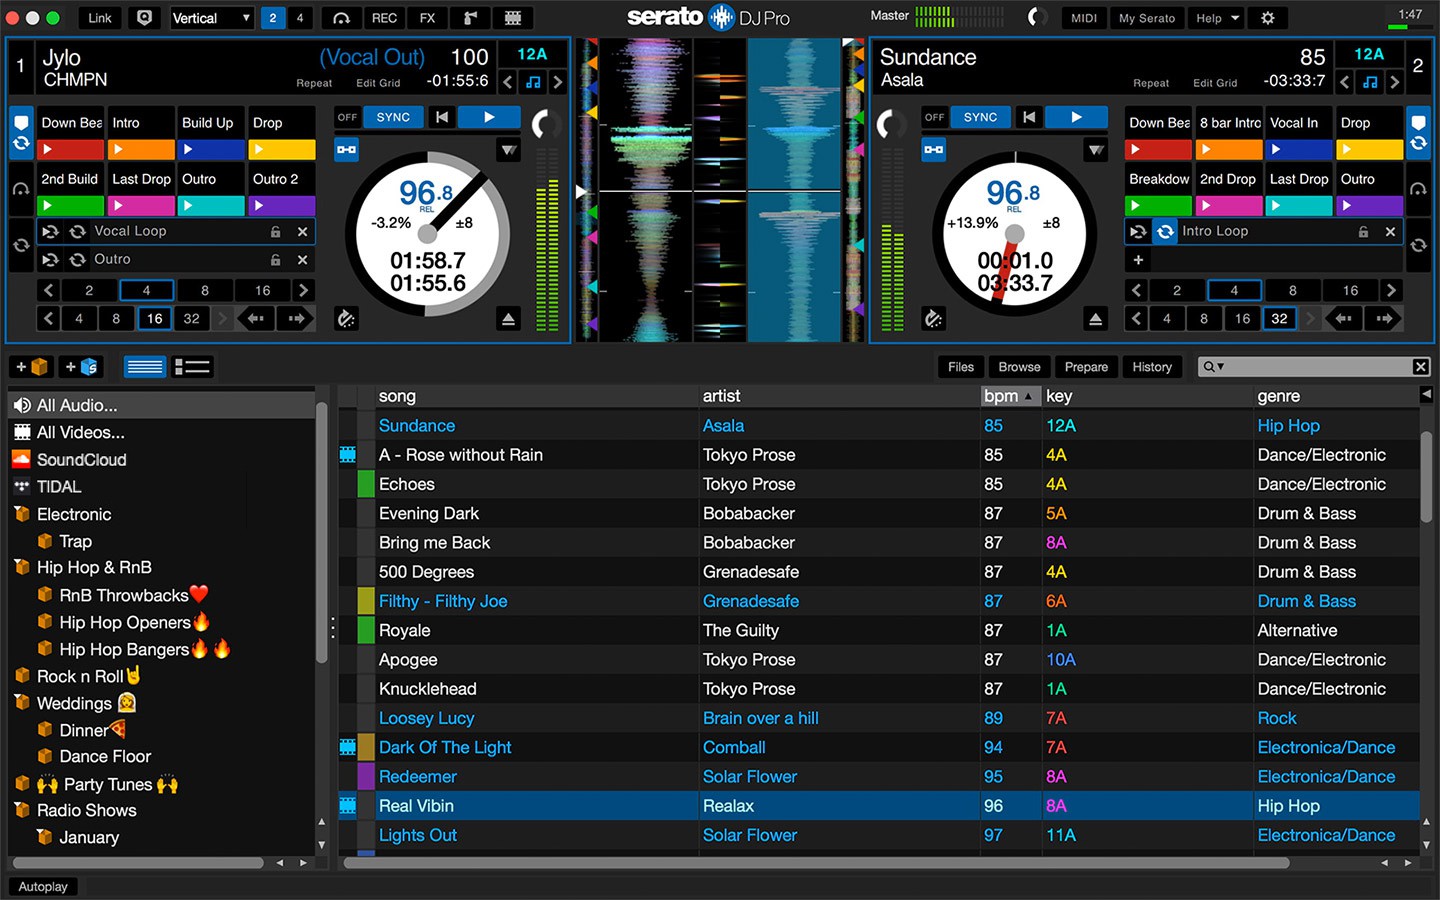 Link Vertical 2 4 REC FX serato DJ Pro Master MIDI My Serato Help 1:47
1 Jylo (Vocal Out) 100 12A
CHMPN Repeat Edit Grid -01:55:6
Down Bea Intro Build Up Drop
2nd Build Last Drop Outro Outro 2
Vocal Loop
Outro
2 4 8 16
4 8 16 32
OFF SYNC
96.8
REL
-3.2% ±8
01:58.7
01:55.6
Sundance 85 12A 2
Asala Repeat Edit Grid -03:33:7
OFF SYNC
96.8
REL
+13.9% ±8
00:01.0
03:33.7
Down Bea 8 bar Intro Vocal In Drop
Breakdow 2nd Drop Last Drop Outro
Intro Loop
+
2 4 8 16
4 8 16 32
+ + S Files Browse Prepare History
All Audio...
All Videos...
SoundCloud
TIDAL
Electronic
Trap
Hip Hop & RnB
RnB Throwbacks❤️
Hip Hop Openers🔥
Hip Hop Bangers🔥🔥
Rock n Roll🤘
Weddings 👰
Dinner🍕
Dance Floor
🙌 Party Tunes 🙌
Radio Shows
January
song artist bpm key genre
Sundance Asala 85 12A Hip Hop
A - Rose without Rain Tokyo Prose 85 4A Dance/Electronic
Echoes Tokyo Prose 85 4A Dance/Electronic
Evening Dark Bobabacker 87 5A Drum & Bass
Bring me Back Bobabacker 87 8A Drum & Bass
500 Degrees Grenadesafe 87 4A Drum & Bass
Filthy - Filthy Joe Grenadesafe 87 6A Drum & Bass
Royale The Guilty 87 1A Alternative
Apogee Tokyo Prose 87 10A Dance/Electronic
Knucklehead Tokyo Prose 87 1A Dance/Electronic
Loosey Lucy Brain over a hill 89 7A Rock
Dark Of The Light Comball 94 7A Electronica/Dance
Redeemer Solar Flower 95 8A Electronica/Dance
Real Vibin Realax 96 8A Hip Hop
Lights Out Solar Flower 97 11A Electronica/Dance
Autoplay